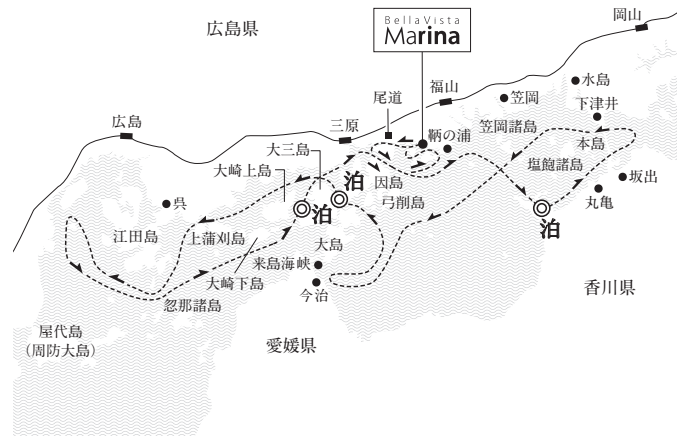 広島県
BellaVista
Marina
岡山
福山
水島
笠岡
下津井
尾道
三原
鞆の浦
笠岡諸島
本島
広島
大三島
塩飽諸島
坂出
大崎上島
泊
因島
弓削島
丸亀
呉
泊
泊
江田島
上蒲刈島
大島
来島海峡
大崎下島
今治
忽那諸島
香川県
屋代島
（周防大島）
愛媛県